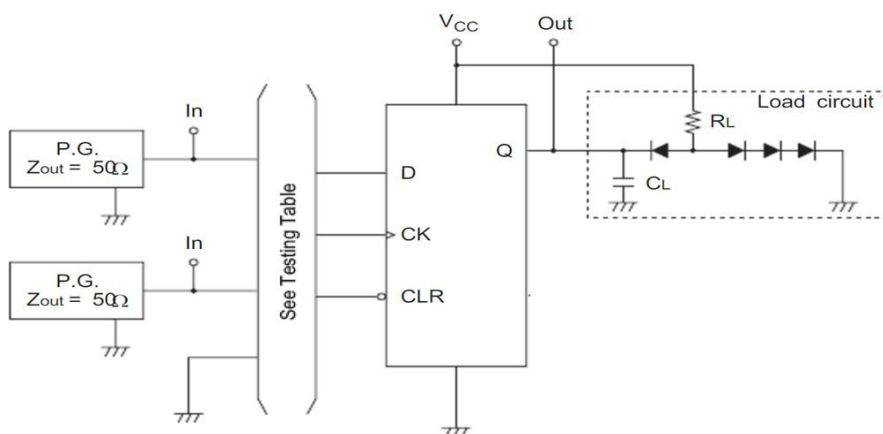 VCC
Out
Load circuit
In
RL
P.G.
Zout = 50Ω
Q
D
CL
See Testing Table
CK
In
P.G.
Zout = 50Ω
CLR